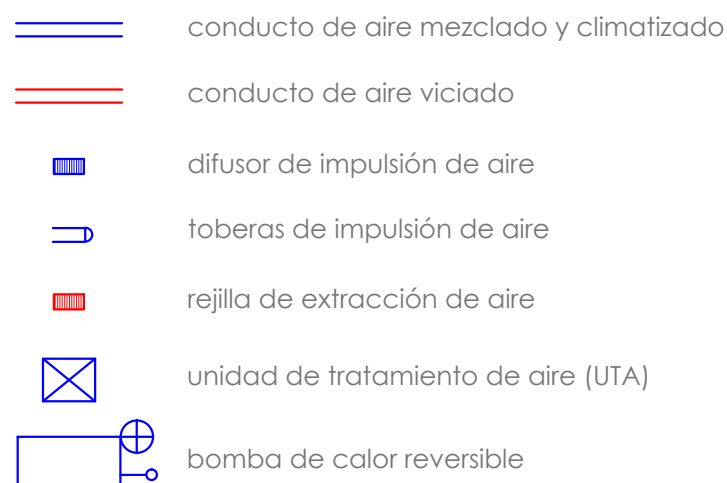 conducto de aire mezclado y climatizado
conducto de aire viciado
difusor de impulsión de aire
toberas de impulsión de aire
rejilla de extracción de aire
unidad de tratamiento de aire (UTA)
bomba de calor reversible